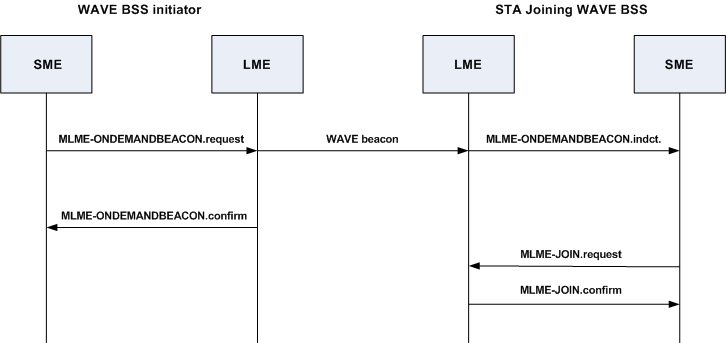 WAVE BSS initiator
STA Joining WAVE BSS
SME
LME
LME
SME
MLME-ONDEMANDBEACON.request
WAVE beacon
MLME-ONDEMANDBEACON.indct.
MLME-ONDEMANDBEACON.confirm
MLME-JOIN.request
MLME-JOIN.confirm